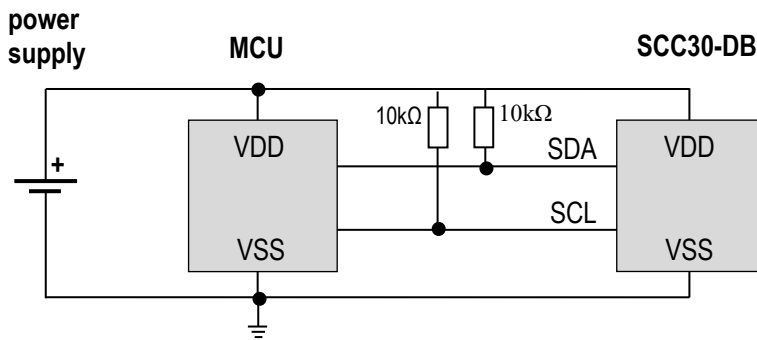 power
supply
MCU
SCC30-DB
10kΩ
10kΩ
VDD
SDA
VDD
+
SCL
VSS
VSS